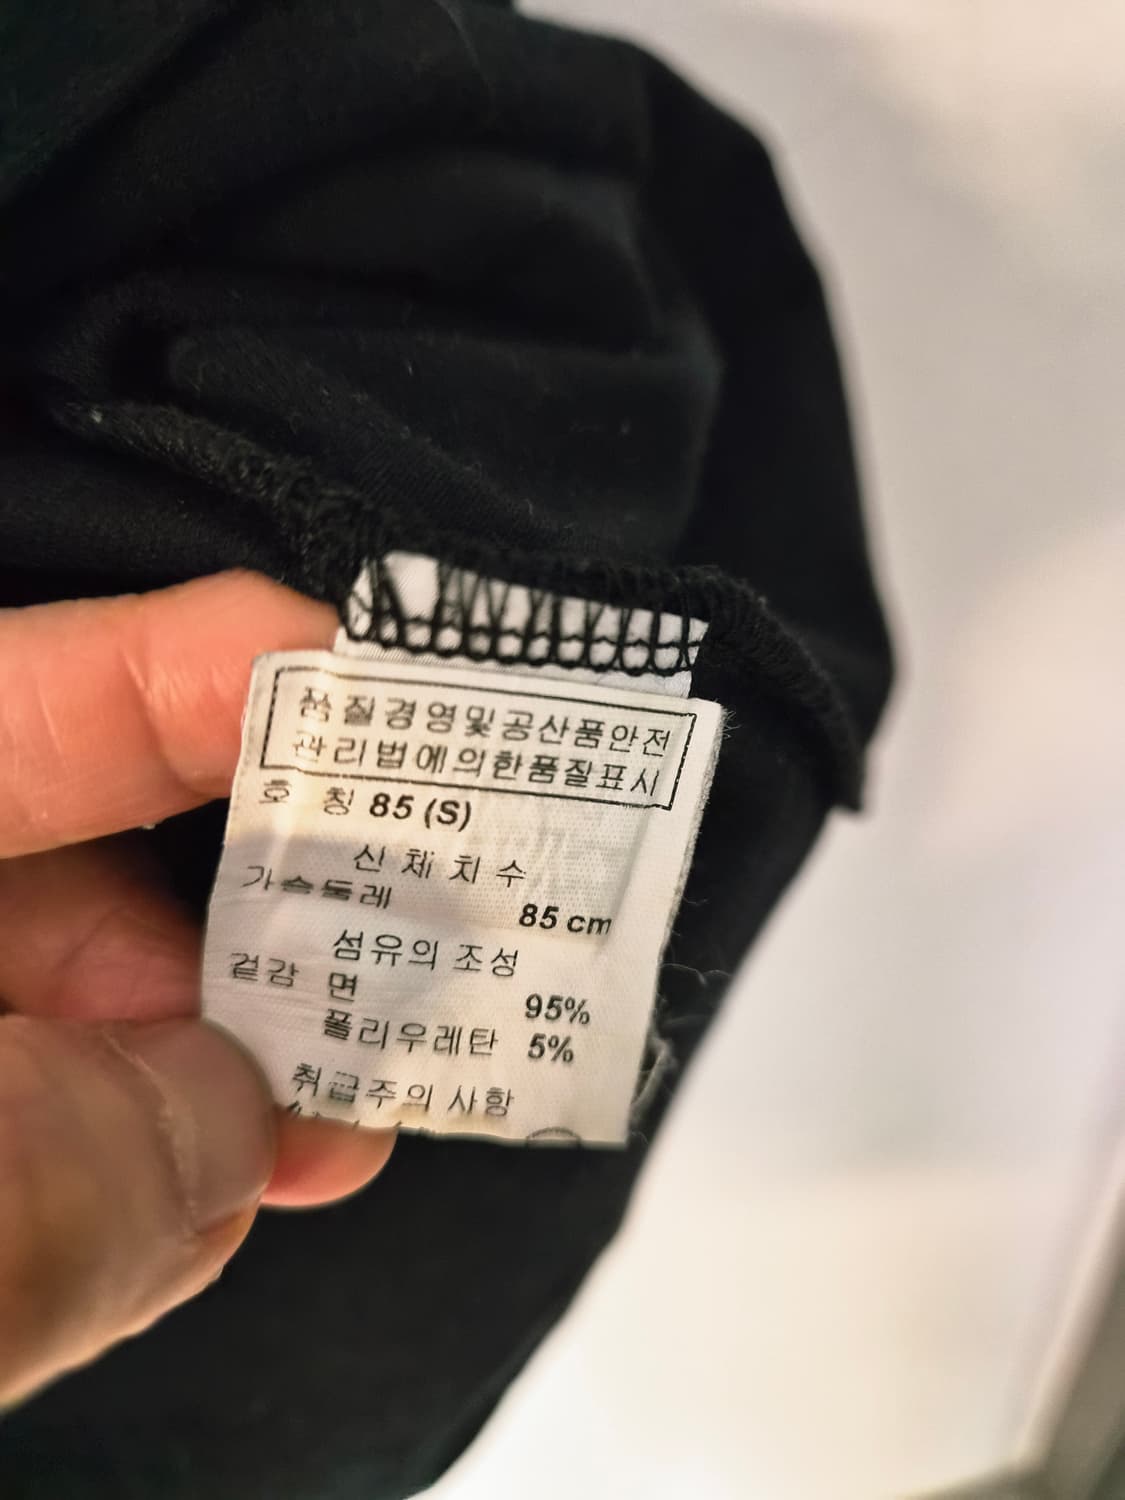 품질경영및공산품안전
관리법에의한품질표시
호 칭 85 (S)
신 체 치 수
가슴둘레 85 cm
섬유의 조성
겉감 면 95%
폴리우레탄 5%
취급주의 사항